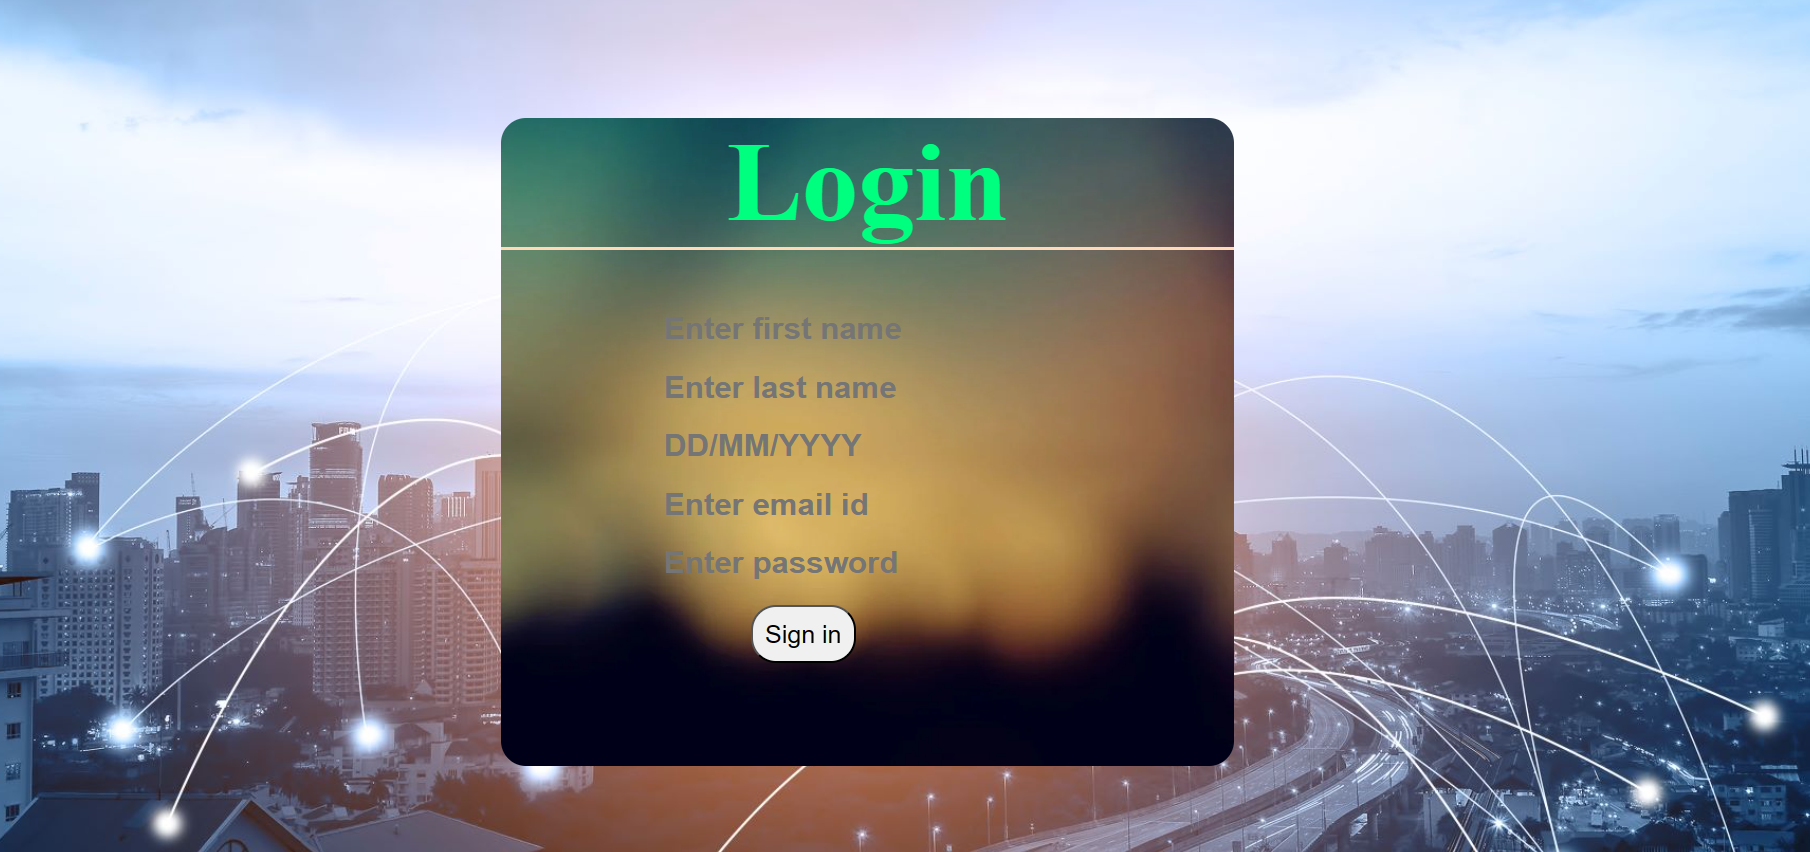 Login
Enter first name
Enter last name
DD/MM/YYYY
Enter email id
Enter password
Sign in